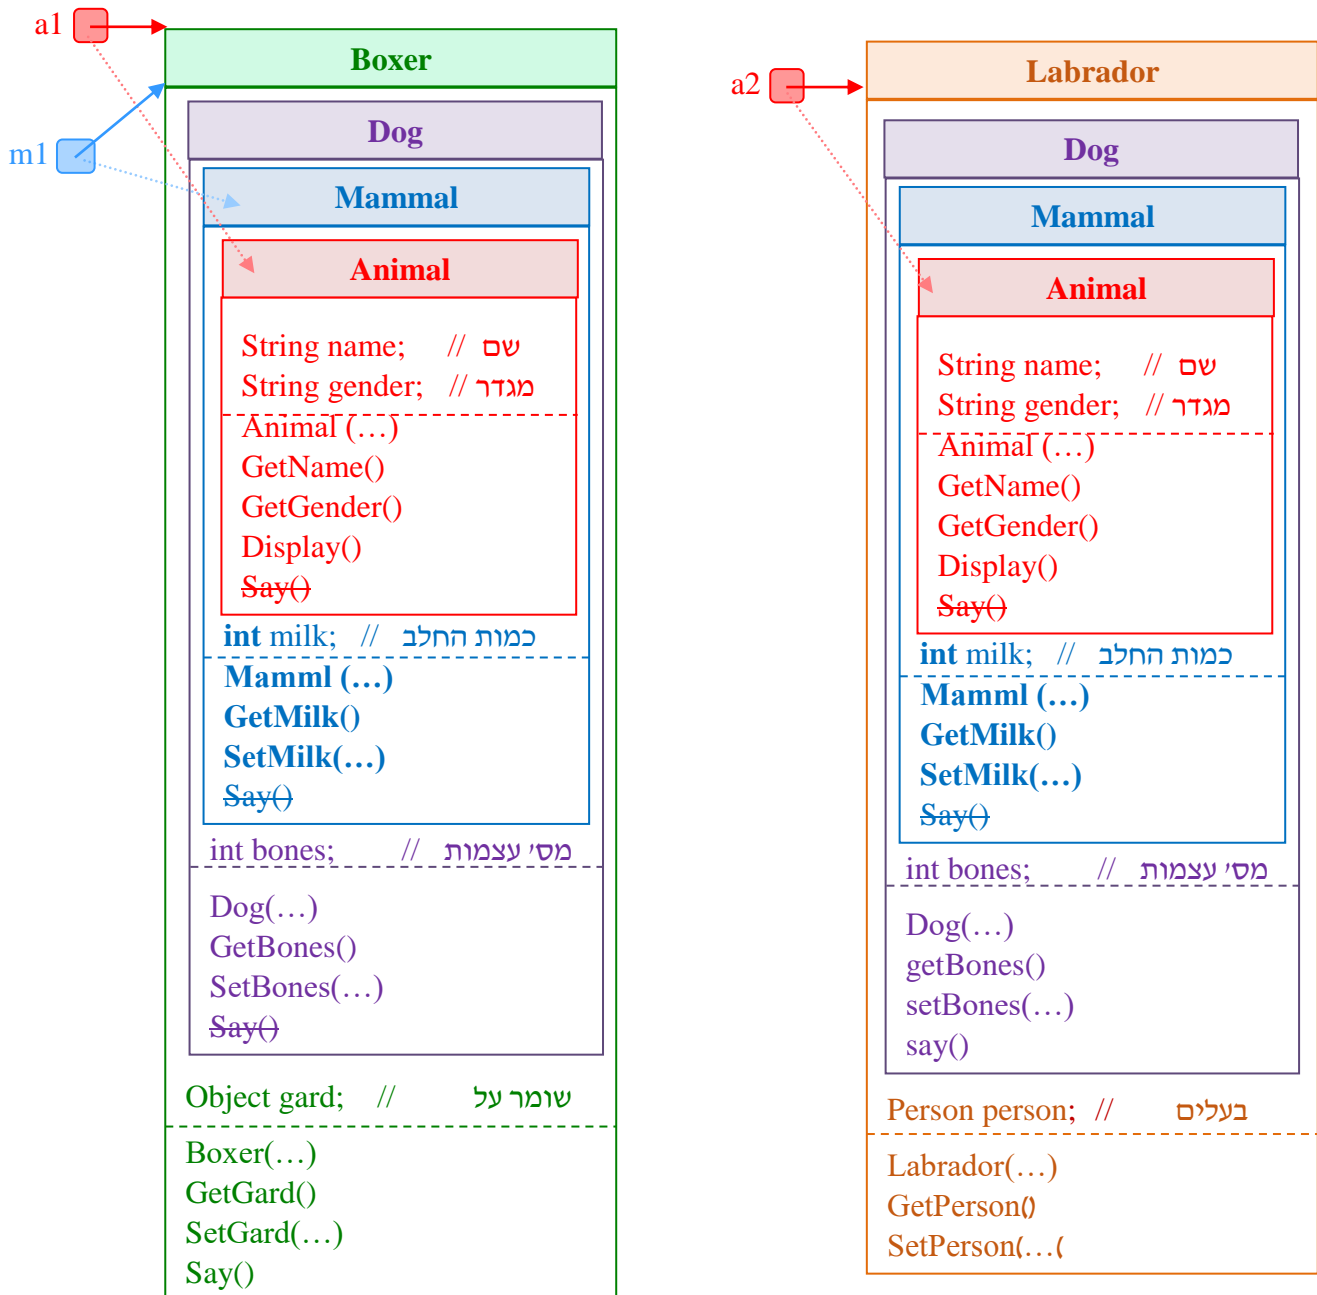 a1
Boxer
m1
Dog
Mammal
Animal
String name; // שם
String gender; // מגדר
Animal (…)
GetName()
GetGender()
Display()
Say()
int milk; // כמות החלב
Mamml (…)
GetMilk()
SetMilk(…)
Say()
int bones; // מס׳ עצמות
Dog(…)
GetBones()
SetBones(…)
Say()
Object gard; // שומר על
Boxer(…)
GetGard()
SetGard(…)
Say()
a2
Labrador
Dog
Mammal
Animal
String name; // שם
String gender; // מגדר
Animal (…)
GetName()
GetGender()
Display()
Say()
int milk; // כמות החלב
Mamml (…)
GetMilk()
SetMilk(…)
Say()
int bones; // מס׳ עצמות
Dog(…)
getBones()
setBones(…)
say()
Person person; // בעלים
Labrador(…)
GetPerson()
SetPerson(…(